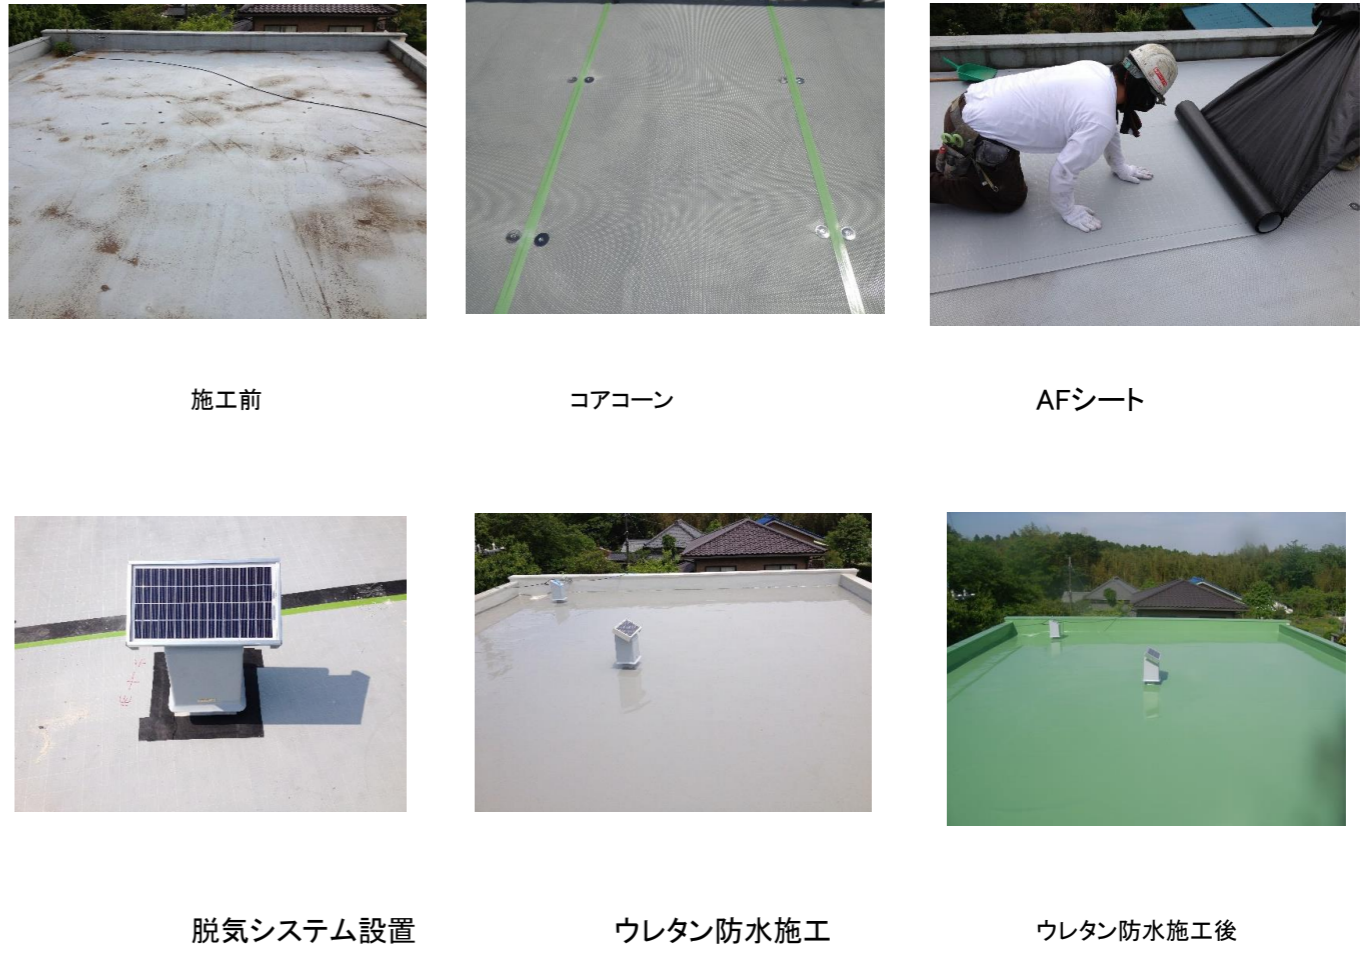 施工前
コアコーン
AFシート
脱気システム設置
ウレタン防水施工
ウレタン防水施工後